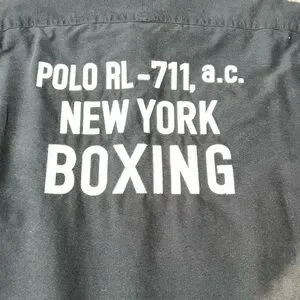 POLO RL-711, a.c.
NEW YORK
BOXING